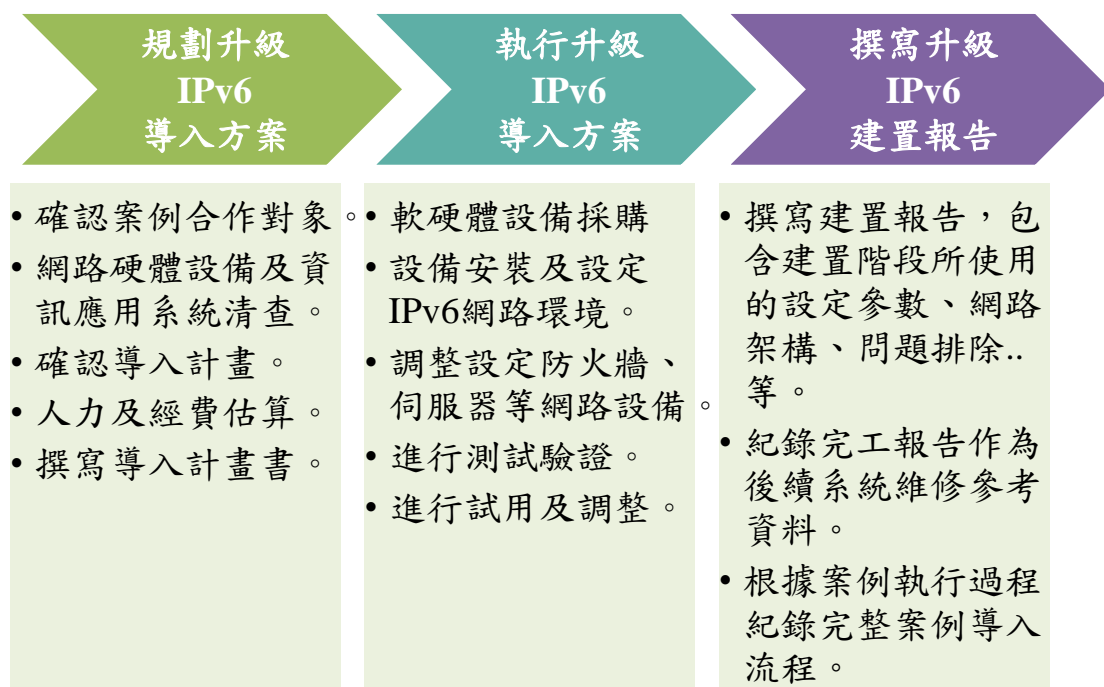 規劃升級
IPv6
導入方案
執行升級
IPv6
導入方案
撰寫升級
IPv6
建置報告
• 確認案例合作對象。
• 網路硬體設備及資
訊應用系統清查。
• 確認導入計畫。
• 人力及經費估算。
• 撰寫導入計畫書。
• 軟硬體設備採購
• 設備安裝及設定
IPv6網路環境。
• 調整設定防火牆、
伺服器等網路設備。
• 進行測試驗證。
• 進行試用及調整。
• 撰寫建置報告，包
含建置階段所使用
的設定參數、網路
架構、問題排除..
等。
• 紀錄完工報告作為
後續系統維修參考
資料。
• 根據案例執行過程
紀錄完整案例導入
流程。